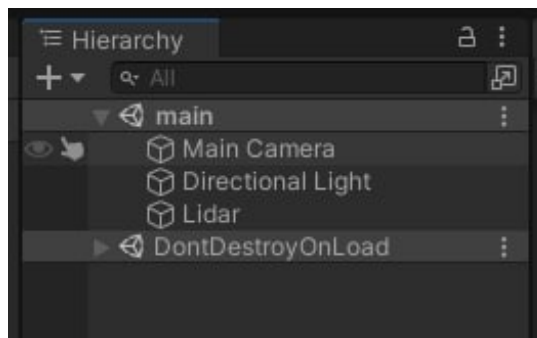 Hierarchy
All
main
Main Camera
Directional Light
Lidar
DontDestroyOnLoad